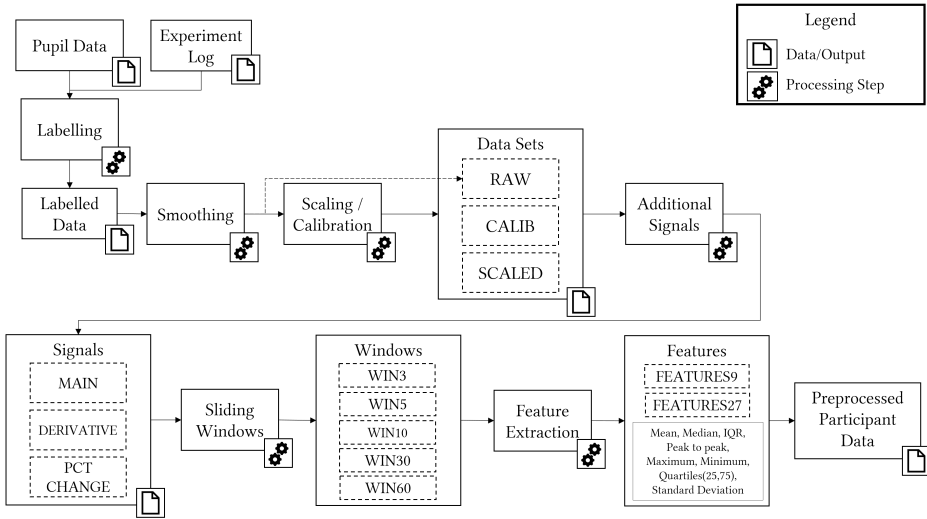 Pupil Data
Experiment
Log
Legend
Data/Output
Processing Step
Labelling
Labelled
Data
Smoothing
Scaling /
Calibration
Data Sets
RAW
CALIB
SCALED
Additional
Signals
Signals
MAIN
DERIVATIVE
PCT
CHANGE
Sliding
Windows
Windows
WIN3
WIN5
WIN10
WIN30
WIN60
Feature
Extraction
Features
FEATURES9
FEATURES27
Mean, Median, IQR,
Peak to peak,
Maximum, Minimum,
Quartiles(25,75),
Standard Deviation
Preprocessed
Participant
Data